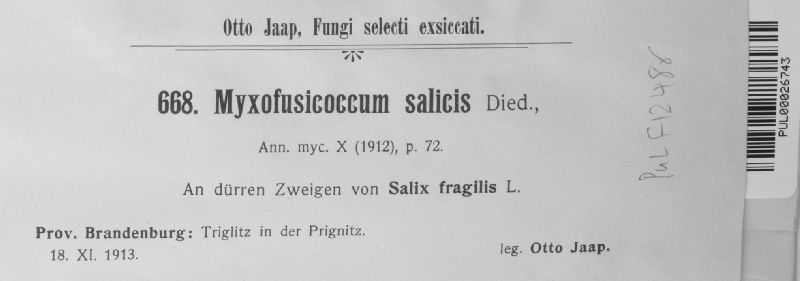 Otto Jaap, Fungi selecti exsiccati.
668. Myxofusicoccum salicis Died.,
Ann. myc. X (1912), p. 72.
An dürren Zweigen von Salix fragilis L.
Prov. Brandenburg: Triglitz in der Prignitz.
18. XI. 1913.
leg. Otto Jaap.
PUL F12488
PUL00026743